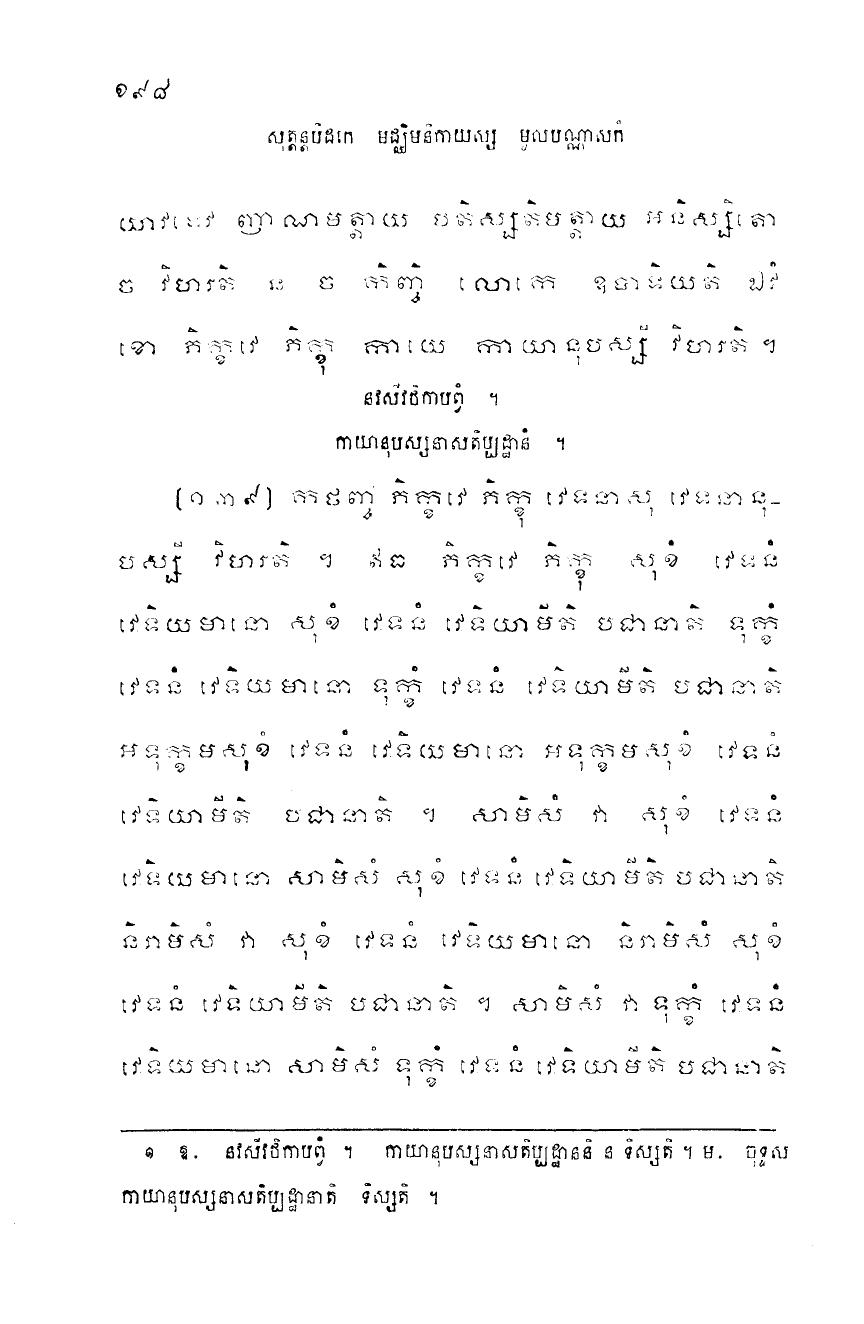 ១៩៨
សុត្តន្តបិដកេ មជ្ឈិមនិកាយស្ស មូលបណ្ណាសកំ
យាវទេវ ញាណមត្តាយ បតិស្សតិមត្តាយ អនិស្សិតោ
ច វិហរតិ ន ច កិញ្ចិ លោកេ ឧបាទិយតិ ឯវំ
ខោ ភិក្ខវេ ភិក្ខុ កាយេ កាយានុបស្សី វិហរតិ ។
នវសីវថិកាបព្វំ ។
កាយានុបស្សនាសតិប្បដ្ឋានំ ។
(១៣៩) កថញ្ច ភិក្ខវេ ភិក្ខុ វេទនាសុ វេទនានុ-
បស្សី វិហរតិ ។ ឥធ ភិក្ខវេ ភិក្ខុ សុខំ វេទនំ
វេទិយមានោ សុខំ វេទនំ វេទិយាមីតិ បជានាតិ ទុក្ខំ
វេទនំ វេទិយមានោ ទុក្ខំ វេទនំ វេទិយាមីតិ បជានាតិ
អទុក្ខមសុខំ វេទនំ វេទិយមានោ អទុក្ខមសុខំ វេទនំ
វេទិយាមីតិ បជានាតិ ។ សាមិសំ វា សុខំ វេទនំ
វេទិយមានោ សាមិសំ សុខំ វេទនំ វេទិយាមីតិ បជានាតិ
និរាមិសំ វា សុខំ វេទនំ វេទិយមានោ និរាមិសំ សុខំ
វេទនំ វេទិយាមីតិ បជានាតិ ។ សាមិសំ វា ទុក្ខំ វេទនំ
វេទិយមានោ សាមិសំ ទុក្ខំ វេទនំ វេទិយាមីតិ បជានាតិ
១ ឱ. នវសីវថិកាបព្វំ ។ កាយានុបស្សនាសតិប្បដ្ឋានន្តិ ន ទិស្សតិ ។ ម. ចុទ្ទស
កាយានុបស្សនាសតិប្បដ្ឋានាតិ ទិស្សតិ ។